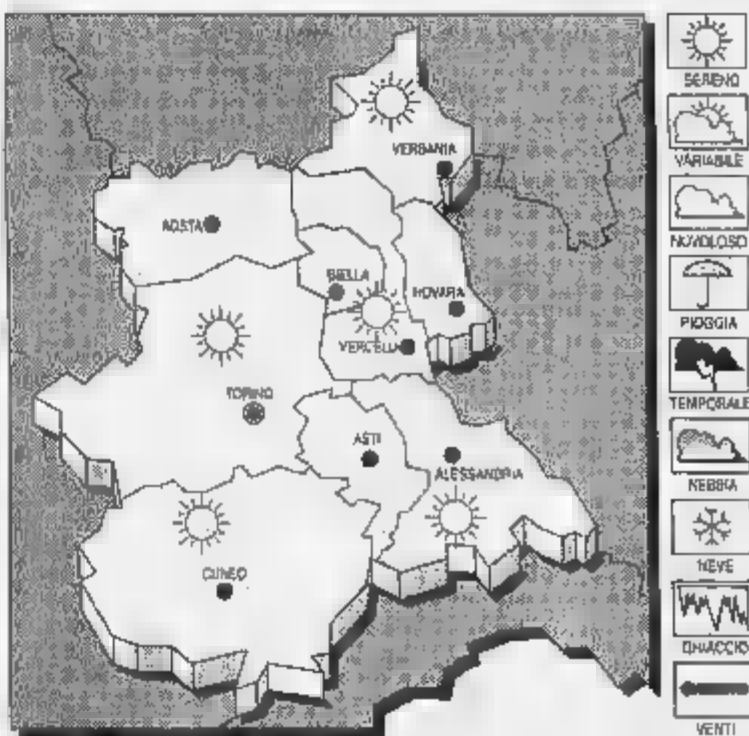 SERENO
VARIABILE
NUVOLOSO
PIOGGIA
TEMPORALE
NEBBIA
NEVE
GHIACCIO
VENTI
VERBANIA
AOSTA
BIELLA
NOVARA
VERCELLI
TORINO
ASTI
ALESSANDRIA
CUNEO